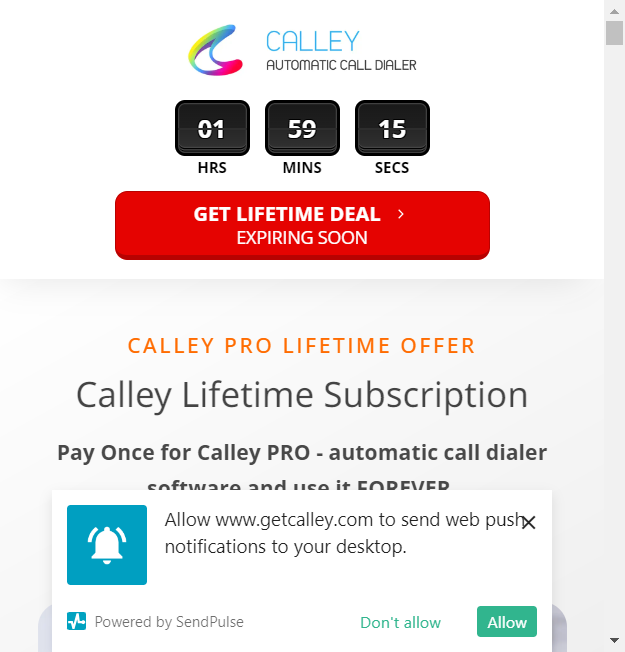 CALLEY
AUTOMATIC CALL DIALER
01 59 15
HRS MINS SECS
GET LIFETIME DEAL
EXPIRING SOON
CALLEY PRO LIFETIME OFFER
Calley Lifetime Subscription
Pay Once for Calley PRO - automatic call dialer
software and use it FOREVER
Allow www.getcalley.com to send web push
notifications to your desktop.
Powered by SendPulse
Don't allow
Allow